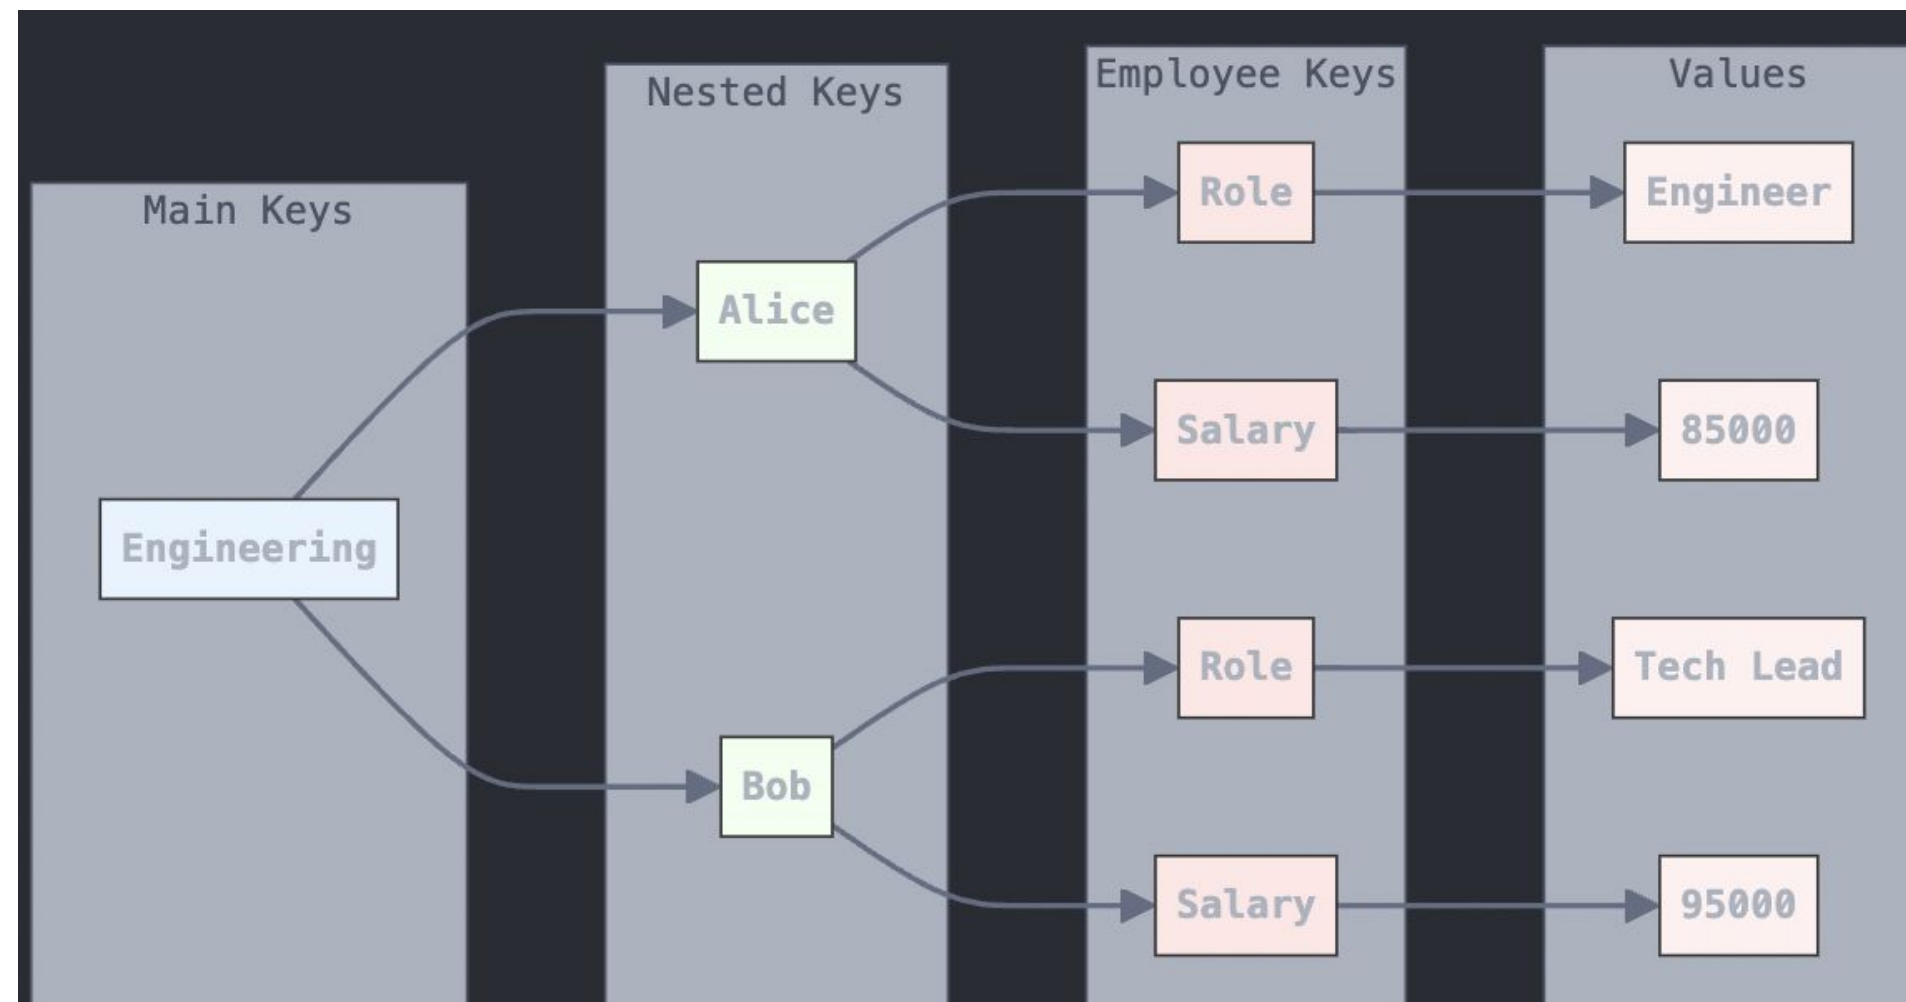 Main Keys
Engineering
Nested Keys
Alice
Bob
Employee Keys
Role
Salary
Role
Salary
Values
Engineer
85000
Tech Lead
95000